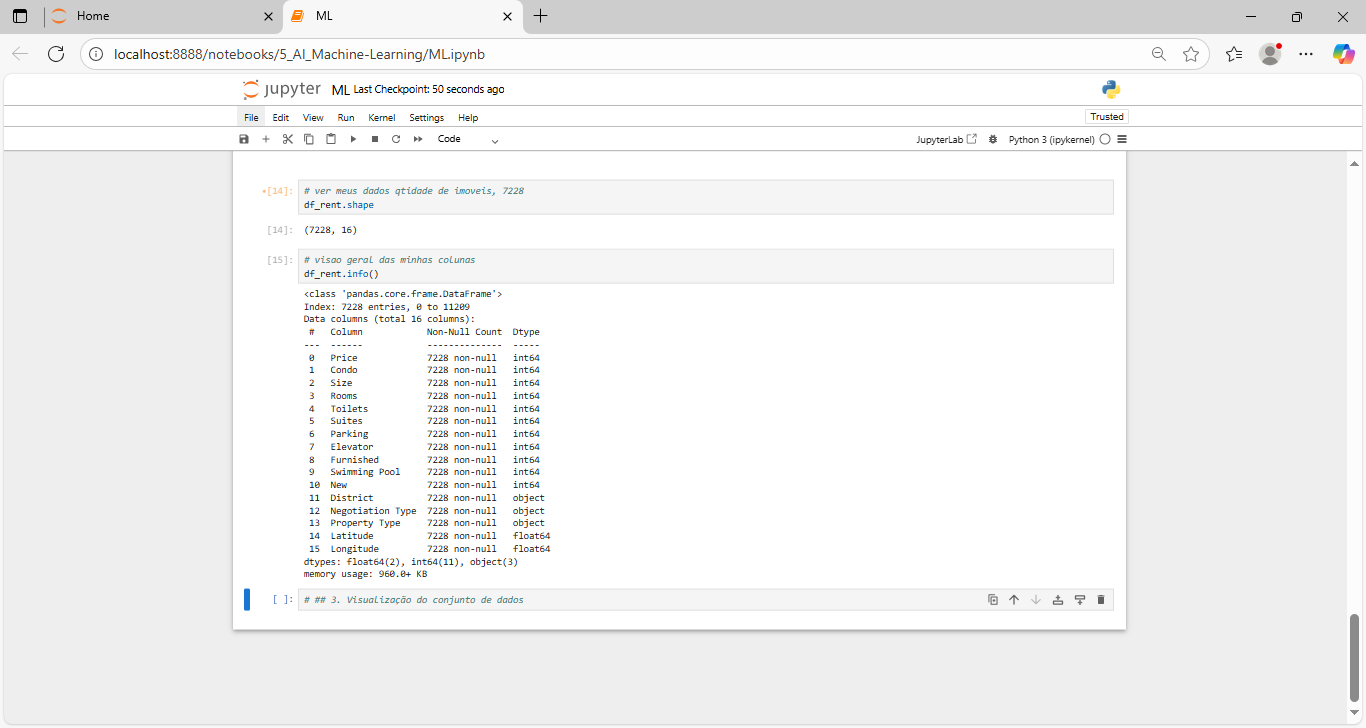 Home
ML
localhost:8888/notebooks/5_AI_Machine-Learning/ML.ipynb
jupyter ML Last Checkpoint: 50 seconds ago
File Edit View Run Kernel Settings Help
Trusted
Code
JupyterLab
Python 3 (ipykernel)
•[14]: # ver meus dados qtidade de imoveis, 7228
df_rent.shape
[14]: (7228, 16)
[15]: # visao geral das minhas colunas
df_rent.info()
<class 'pandas.core.frame.DataFrame'>
Index: 7228 entries, 0 to 11209
Data columns (total 16 columns):
# Column Non-Null Count Dtype
--- ------ -------------- -----
0 Price 7228 non-null int64
1 Condo 7228 non-null int64
2 Size 7228 non-null int64
3 Rooms 7228 non-null int64
4 Toilets 7228 non-null int64
5 Suites 7228 non-null int64
6 Parking 7228 non-null int64
7 Elevator 7228 non-null int64
8 Furnished 7228 non-null int64
9 Swimming Pool 7228 non-null int64
10 New 7228 non-null int64
11 District 7228 non-null object
12 Negotiation Type 7228 non-null object
13 Property Type 7228 non-null object
14 Latitude 7228 non-null float64
15 Longitude 7228 non-null float64
dtypes: float64(2), int64(11), object(3)
memory usage: 960.0+ KB
[ ]: # ## 3. Visualização do conjunto de dados